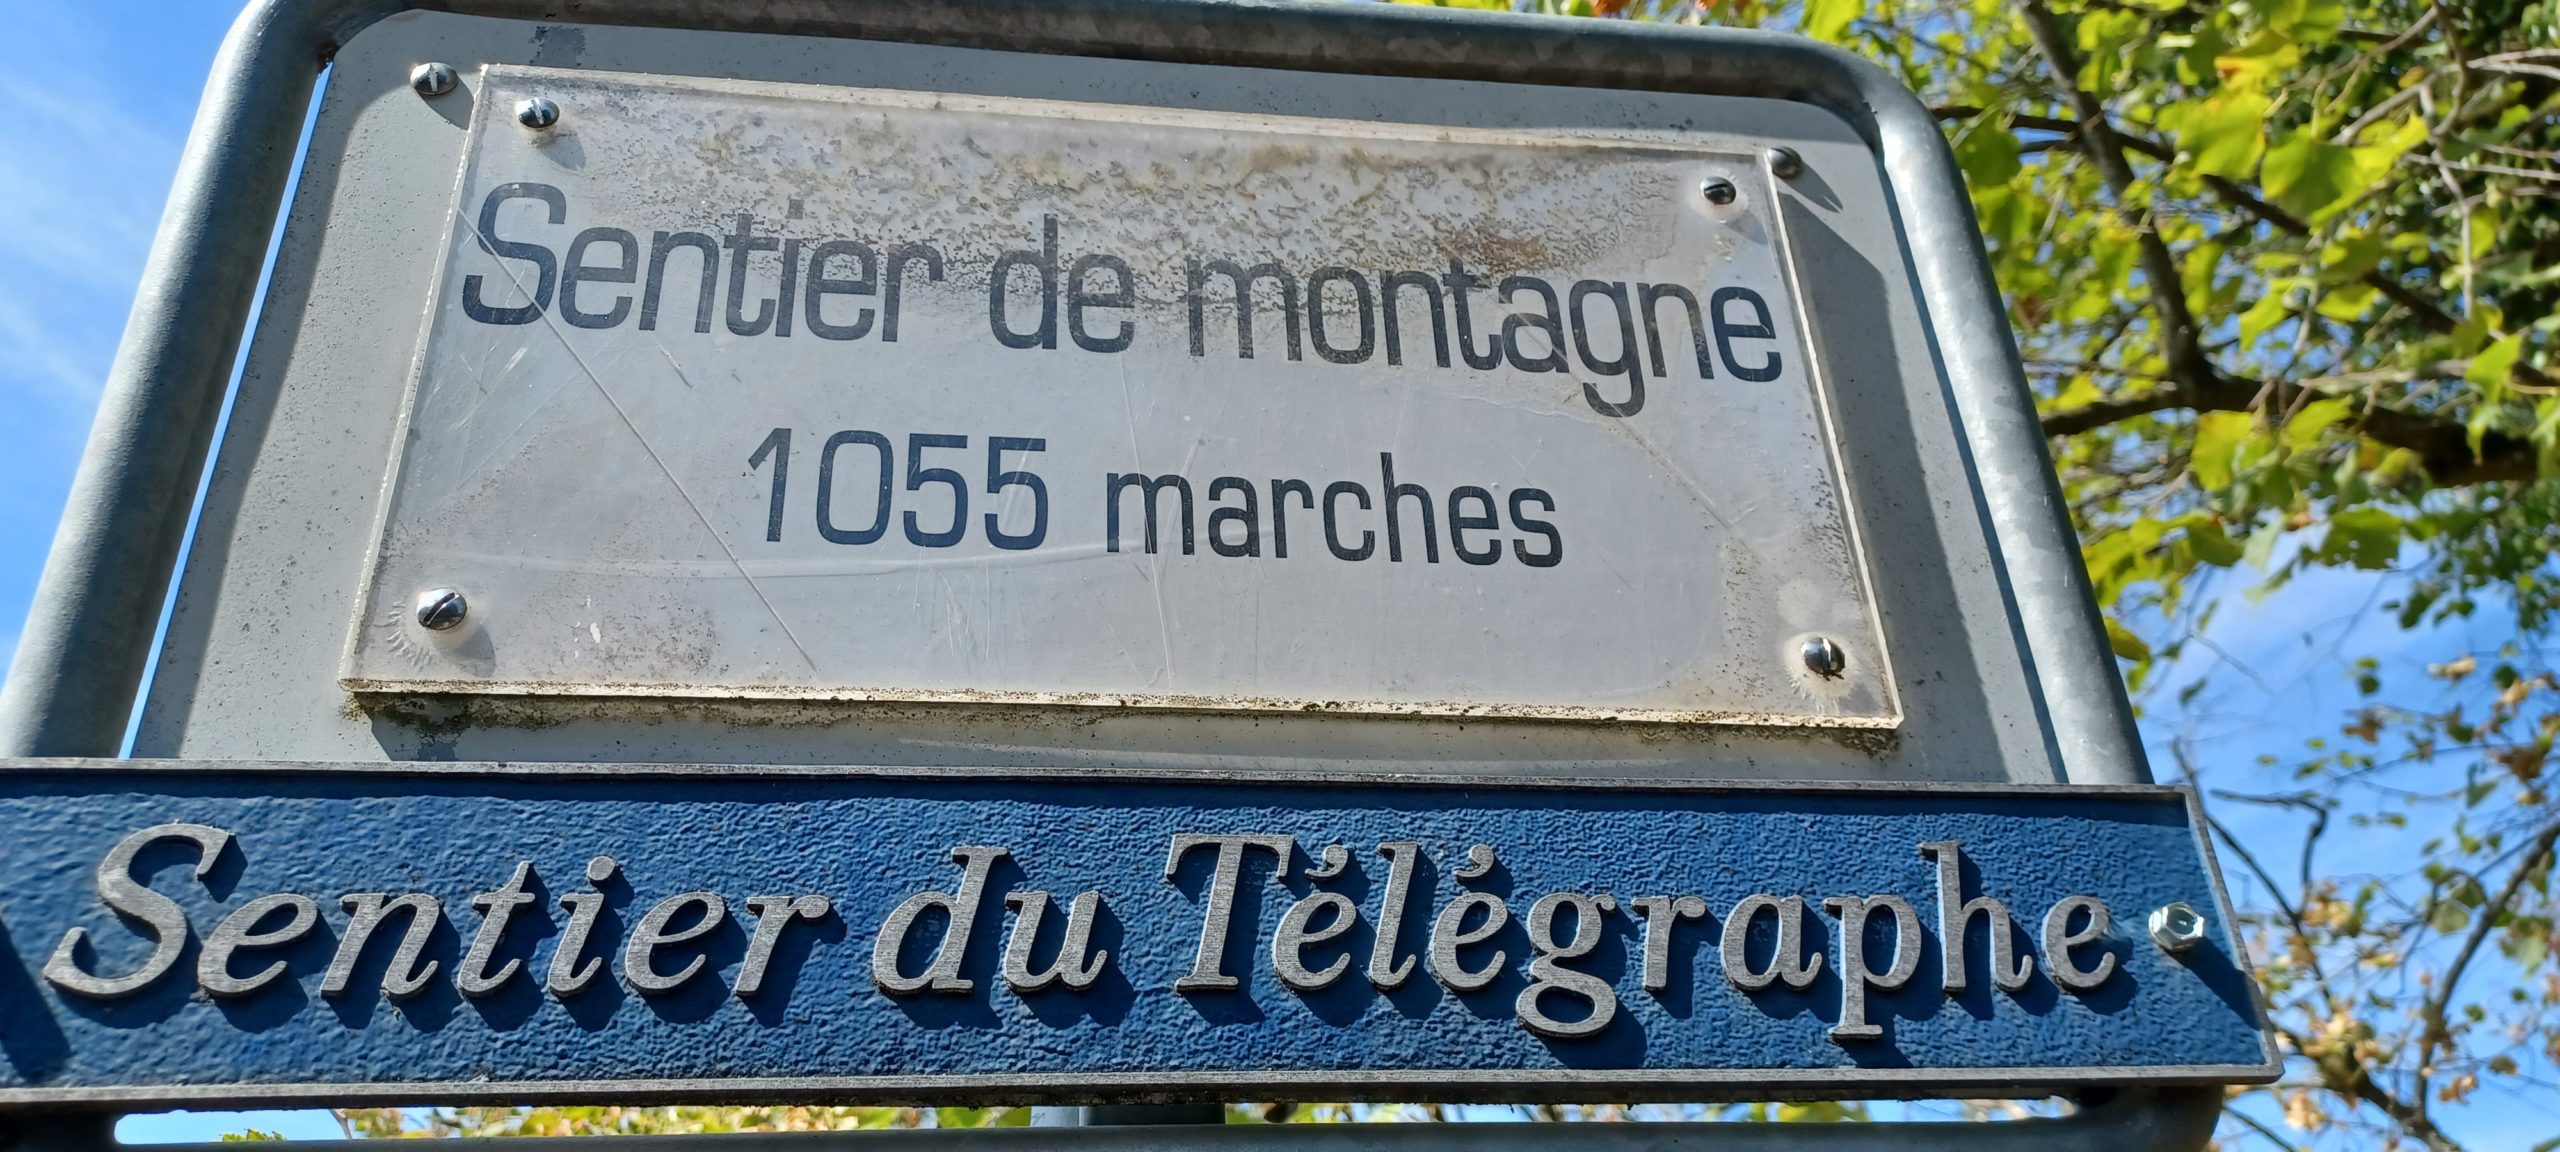 Sentier de montagne
1055 marches
Sentier du Télégraphe